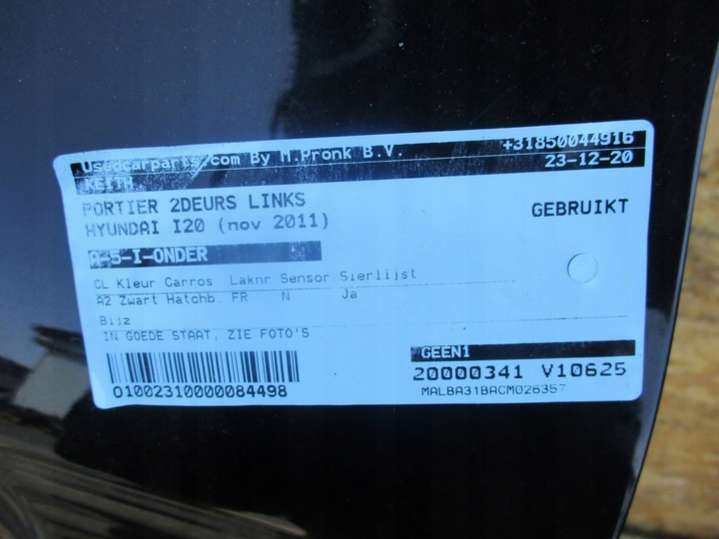 Usedcarparts.com By M.Pronk B.V. +31850044916
KEITH 23-12-20
PORTIER 2DEURS LINKS
HYUNDAI I20 (nov 2011) GEBRUIKT
A-5-I-ONDER
CL Kleur Carros Laknr Sensor Sierlijst
A2 Zwart Hatchb. FR N Ja
Bijz
IN GOEDE STAAT, ZIE FOTO'S
GEEN1
20000341 V10625
O1002310000084498 MALBA31BACM026357